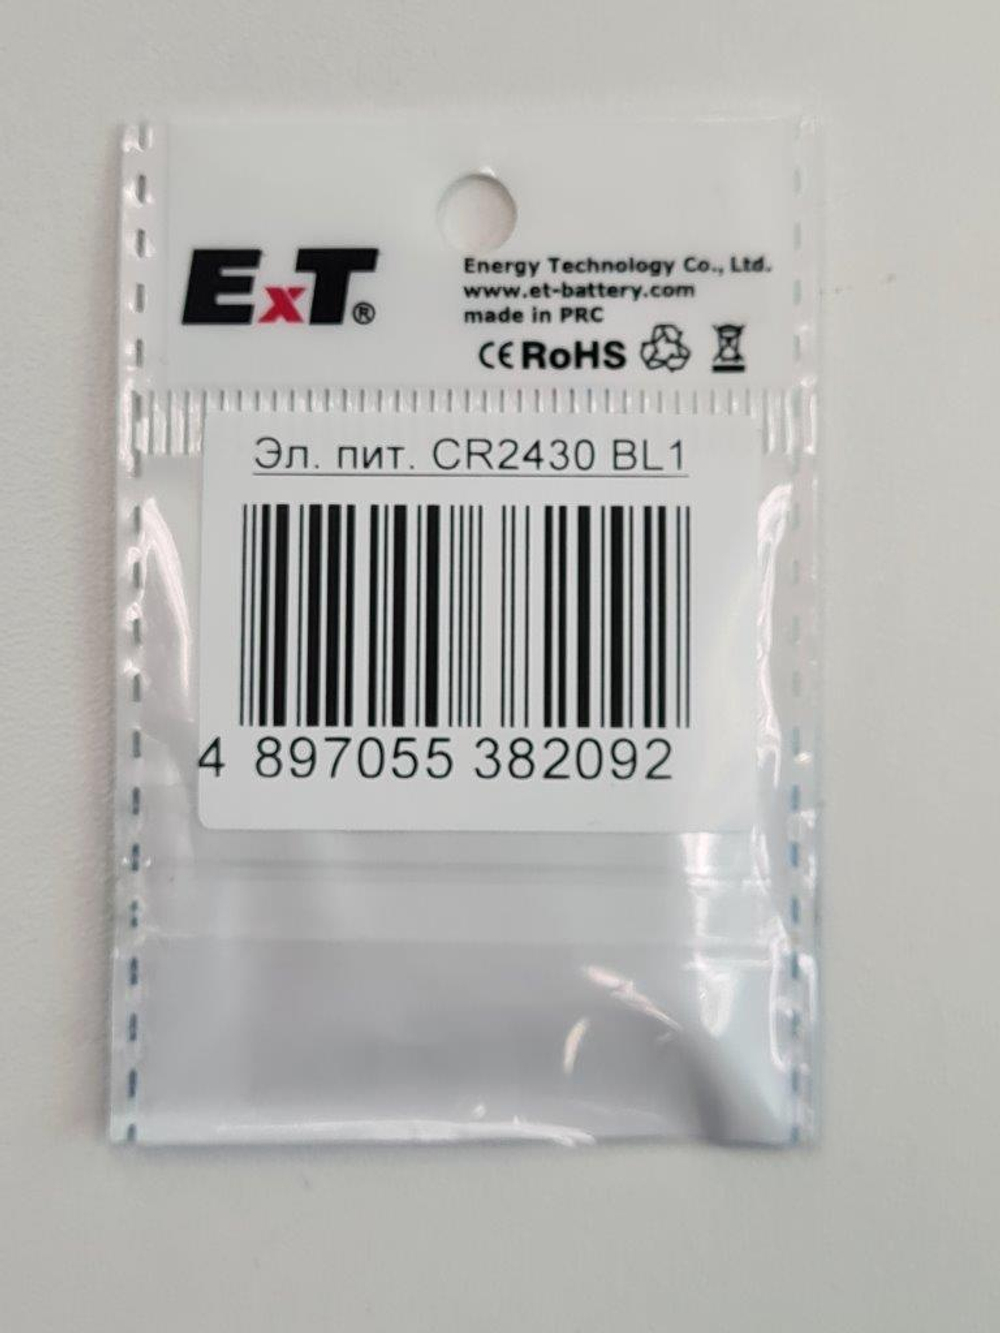 ExT®
Energy Technology Co., Ltd.
www.et-battery.com
made in PRC
CE RoHS
Эл. пит. CR2430 BL1
4 897055 382092